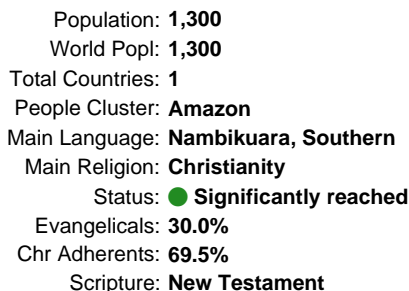 Population: 1,300
World Popl: 1,300
Total Countries: 1
People Cluster: Amazon
Main Language: Nambikuara, Southern
Main Religion: Christianity
Status: Significantly reached
Evangelicals: 30.0%
Chr Adherents: 69.5%
Scripture: New Testament